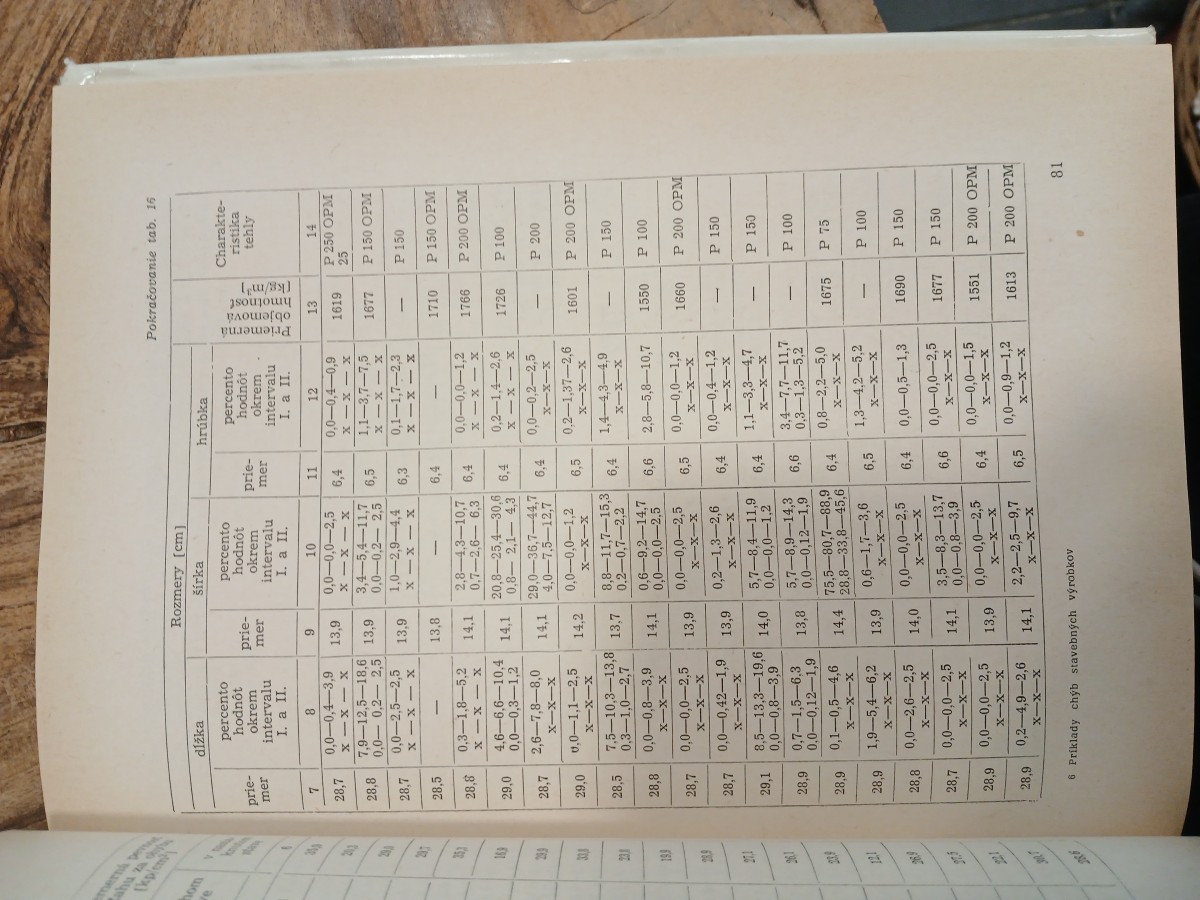 Pokračovanie tab. 16
Rozmery [cm]
dĺžka šírka hrúbka Priemerná objemová hmotnosť [kg/m³] Charakte-ristika tehly
prie-mer percento hodnôt okrem intervalu I. a II. prie-mer percento hodnôt okrem intervalu I. a II. prie-mer percento hodnôt okrem intervalu I. a II.
7 8 9 10 11 12 13 14
28,7 0,0—0,4—3,9 13,9 0,0—0,0—2,5 6,4 0,0—0,4—0,9 1619 P 250 OPM
x — x — x x — x — x x — x — x 25
28,8 7,9—12,5—18,6 13,9 3,4—5,4—11,7 6,5 1,1—3,7—7,5 1677 P 150 OPM
0,0— 0,2— 2,5 0,0—0,2— 2,5 x — x — x
28,7 0,0—2,5—2,5 13,9 1,0—2,9—4,4 6,3 0,1—1,7—2,3 — P 150
x — x — x x — x — x x — x — x
28,5 — 13,8 — 6,4 — 1710 P 150 OPM
28,8 0,3—1,8—5,2 14,1 2,8—4,3—10,7 6,4 0,0—0,0—1,2 1766 P 200 OPM
x — x — x 0,7—2,6— 6,3 x — x — x
29,0 4,6—6,6—10,4 14,1 20,8—25,4—30,6 6,4 0,2—1,4—2,6 1726 P 100
0,0—0,3—1,2 0,8— 2,1— 4,3 x — x — x
28,7 2,6—7,8—8,0 14,1 29,0—36,7—44,7 6,4 0,0—0,2—2,5 — P 200
x—x—x 4,0—7,5—12,7 x—x—x
29,0 0,0—1,1—2,5 14,2 0,0—0,0—1,2 6,5 0,2—1,37—2,6 1601 P 200 OPM
x—x—x x—x—x x—x—x
28,5 7,5—10,3—13,8 13,7 8,8—11,7—15,3 6,4 1,4—4,3—4,9 — P 150
0,3—1,0—2,7 0,2—0,7—2,2 x—x—x
28,8 0,0—0,8—3,9 14,1 0,6—9,2—14,7 6,6 2,8—5,8—10,7 1550 P 100
x—x—x 0,0—0,0—2,5
28,7 0,0—0,0—2,5 13,9 0,0—0,0—2,5 6,5 0,0—0,0—1,2 1660 P 200 OPM
x—x—x x—x—x x—x—x
28,7 0,0—0,42—1,9 13,9 0,2—1,3—2,6 6,4 0,0—0,4—1,2 — P 150
x—x—x x—x—x x—x—x
29,1 8,5—13,3—19,6 14,0 5,7—8,4—11,9 6,4 1,1—3,3—4,7 — P 150
0,0—0,8—3,9 0,0—0,0—1,2 x—x—x
28,9 0,7—1,5—6,3 13,8 5,7—8,9—14,3 6,6 3,4—7,7—11,7 — P 100
0,0—0,12—1,9 0,0—0,12—1,9 0,3—1,3—5,2
28,9 0,1—0,5—4,6 14,4 75,5—80,7—88,9 6,4 0,8—2,2—5,0 1675 P 75
x—x—x 28,8—33,8—45,6 x—x—x
28,9 1,9—5,4—6,2 13,9 0,6—1,7—3,6 6,5 1,3—4,2—5,2 — P 100
x—x—x x—x—x x—x—x
28,8 0,0—2,6—2,5 14,0 0,0—0,0—2,5 6,4 0,0—0,5—1,3 1690 P 150
x—x—x x—x—x
28,7 0,0—0,0—2,5 14,1 3,5—8,3—13,7 6,6 0,0—0,0—2,5 1677 P 150
x—x—x 0,0—0,8—3,9 x—x—x
28,9 0,0—0,0—2,5 13,9 0,0—0,0—2,5 6,4 0,0—0,0—1,5 1551 P 200 OPM
x—x—x x—x—x x—x—x
28,9 0,2—4,9—2,6 14,1 2,2—2,5—9,7 6,5 0,0—0,9—1,2 1613 P 200 OPM
x—x—x x—x—x x—x—x
6 Príklady chýb stavebných výrobkov
81